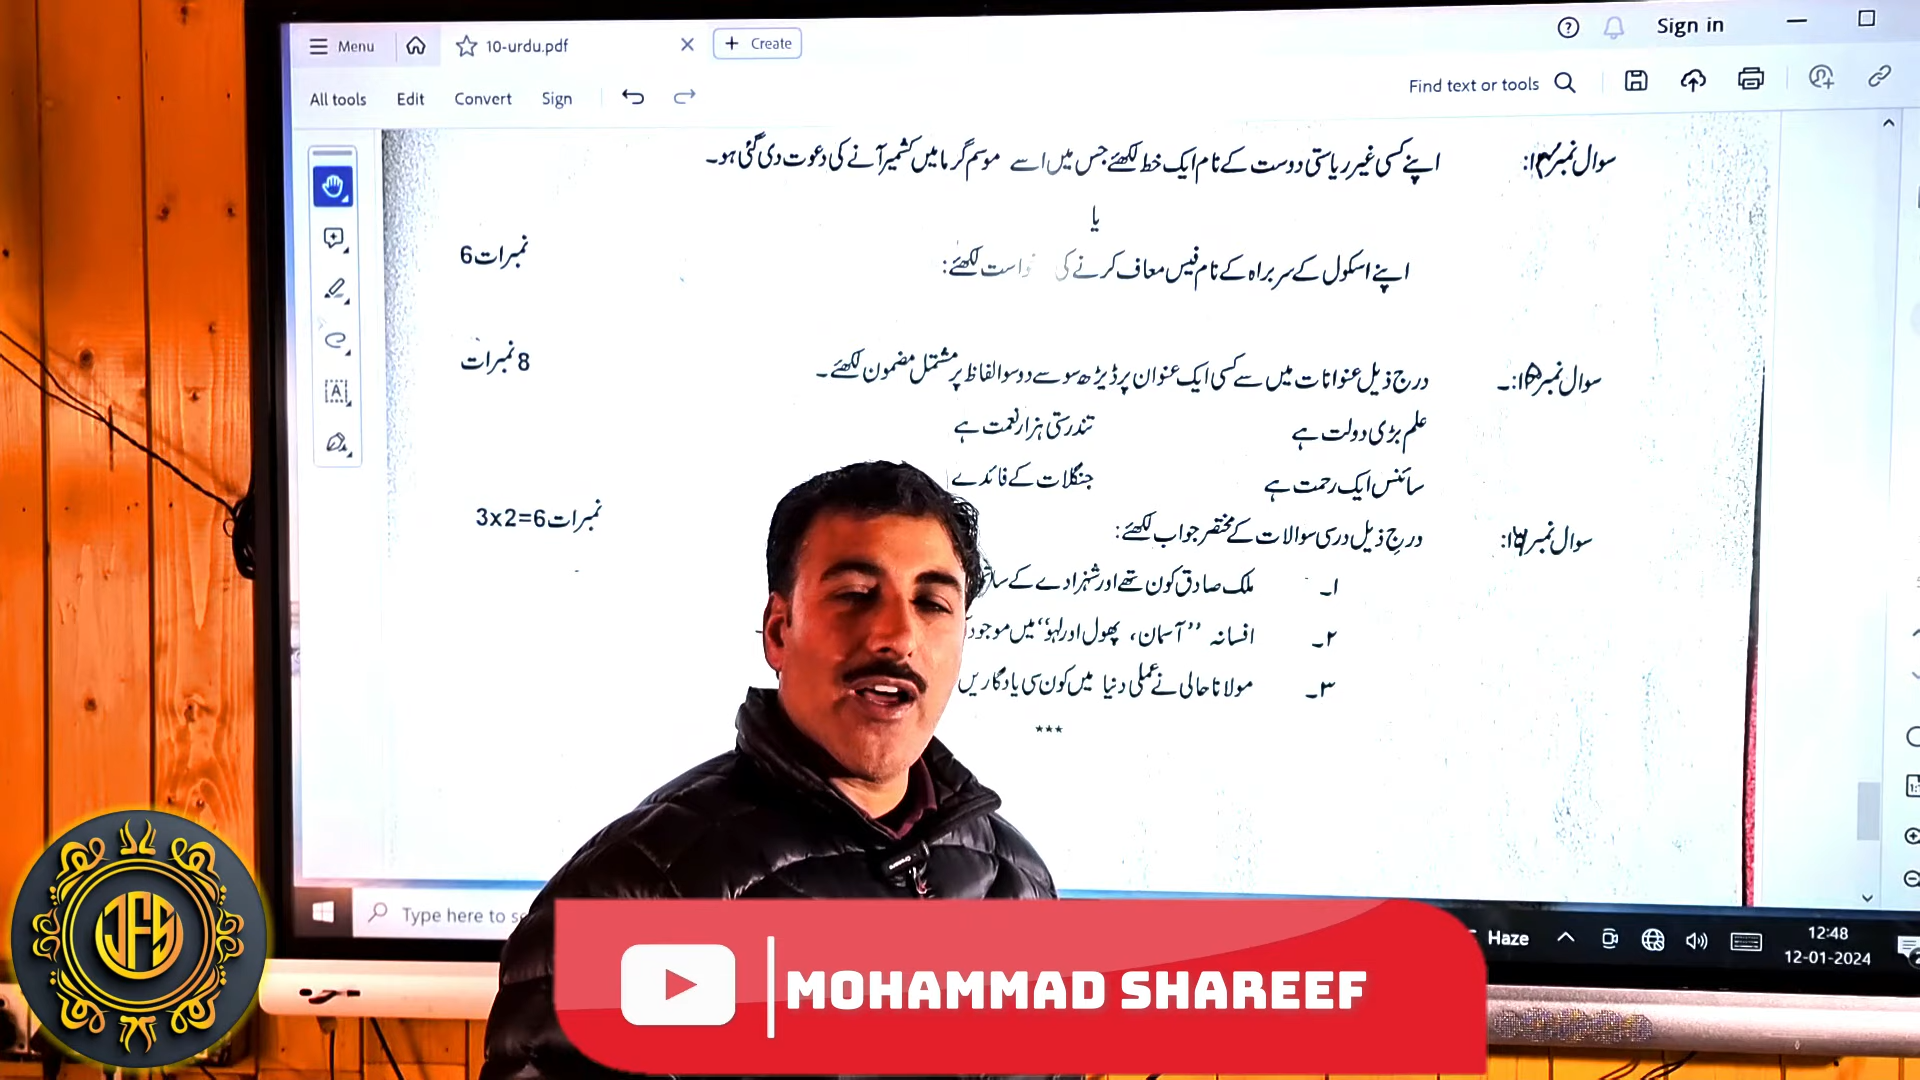 Menu
10-urdu.pdf
Create
Sign in
All tools Edit Convert Sign
Find text or tools
سوال نمبر۱۴: اپنے کسی غیر ریاستی دوست کے نام ایک خط لکھئے جس میں اسے موسم گرما میں کشمیر آنے کی دعوت دی گئی ہو۔
یا
اپنے اسکول کے سربراہ کے نام فیس معاف کرنے کی لکھئے:
نمبرات 6
سوال نمبر۱۵:۔ درج ذیل عنوانات میں سے کسی ایک عنوان پر ڈیڑھ سو سے دو سو الفاظ پر مشتمل مضمون لکھئے۔
8 نمبرات
علم بڑی دولت ہے تندرستی ہزار نعمت ہے
سائنس ایک رحمت ہے جنگلات کے فائدے
سوال نمبر درج ذیل درسی سوالات کے مختصر جواب لکھئے:
نمبرات 3x2=6
۱۔ ملک صادق کون تھے اور شہزادے کے
۲۔ افسانہ ’’آسمان، پھول اور لہو‘‘ میں موجود
۳۔ مولانا حالی نے عملی دنیا میں کون سی یادگاریں
***
Type here to
Haze
12:48
12-01-2024
JFS
MOHAMMAD SHAREEF